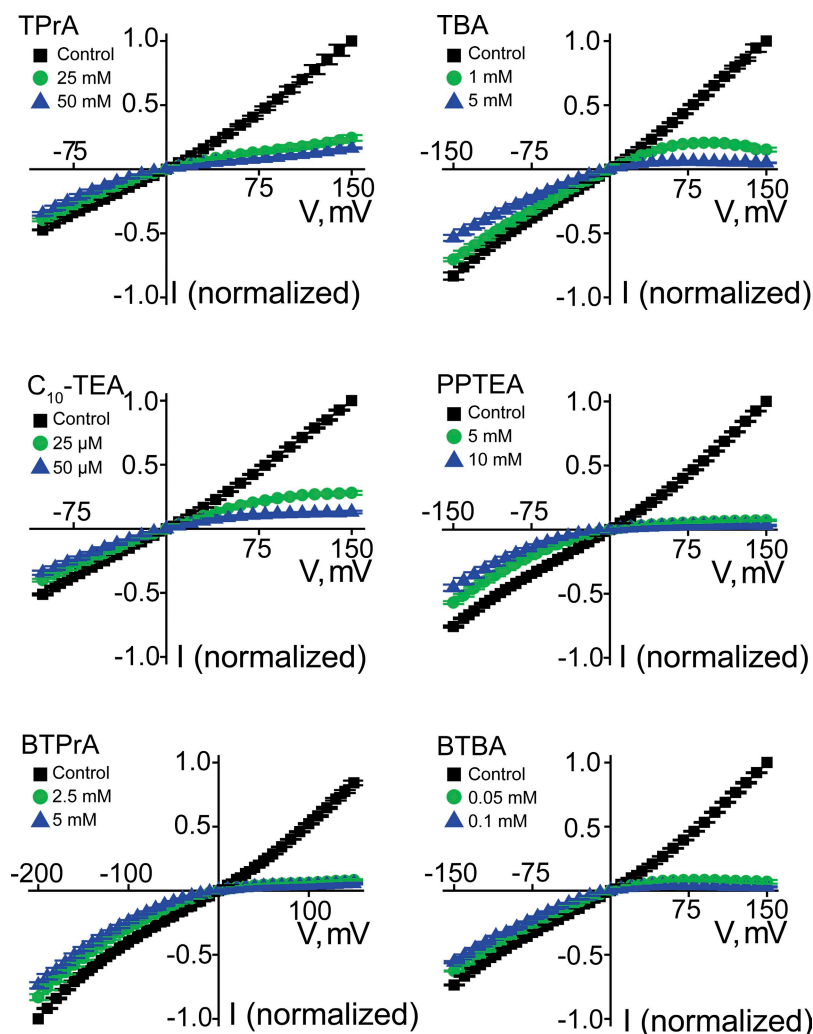 TPrA
Control
25 mM
50 mM
1.0
0.5
-75
75
150
V, mV
-0.5
-1.0
I (normalized)
TBA
Control
1 mM
5 mM
1.0
0.5
-150
-75
75
150
V, mV
-0.5
-1.0
I (normalized)
C₁₀-TEA
Control
25 µM
50 µM
1.0
0.5
-75
75
150
V, mV
-0.5
-1.0
I (normalized)
PPTEA
Control
5 mM
10 mM
1.0
0.5
-150
-75
75
150
V, mV
-0.5
-1.0
I (normalized)
BTPrA
Control
2.5 mM
5 mM
1.0
0.5
-200
-100
100
V, mV
-0.5
-1.0
I (normalized)
BTBA
Control
0.05 mM
0.1 mM
1.0
0.5
-150
-75
75
150
V, mV
-0.5
-1.0
I (normalized)